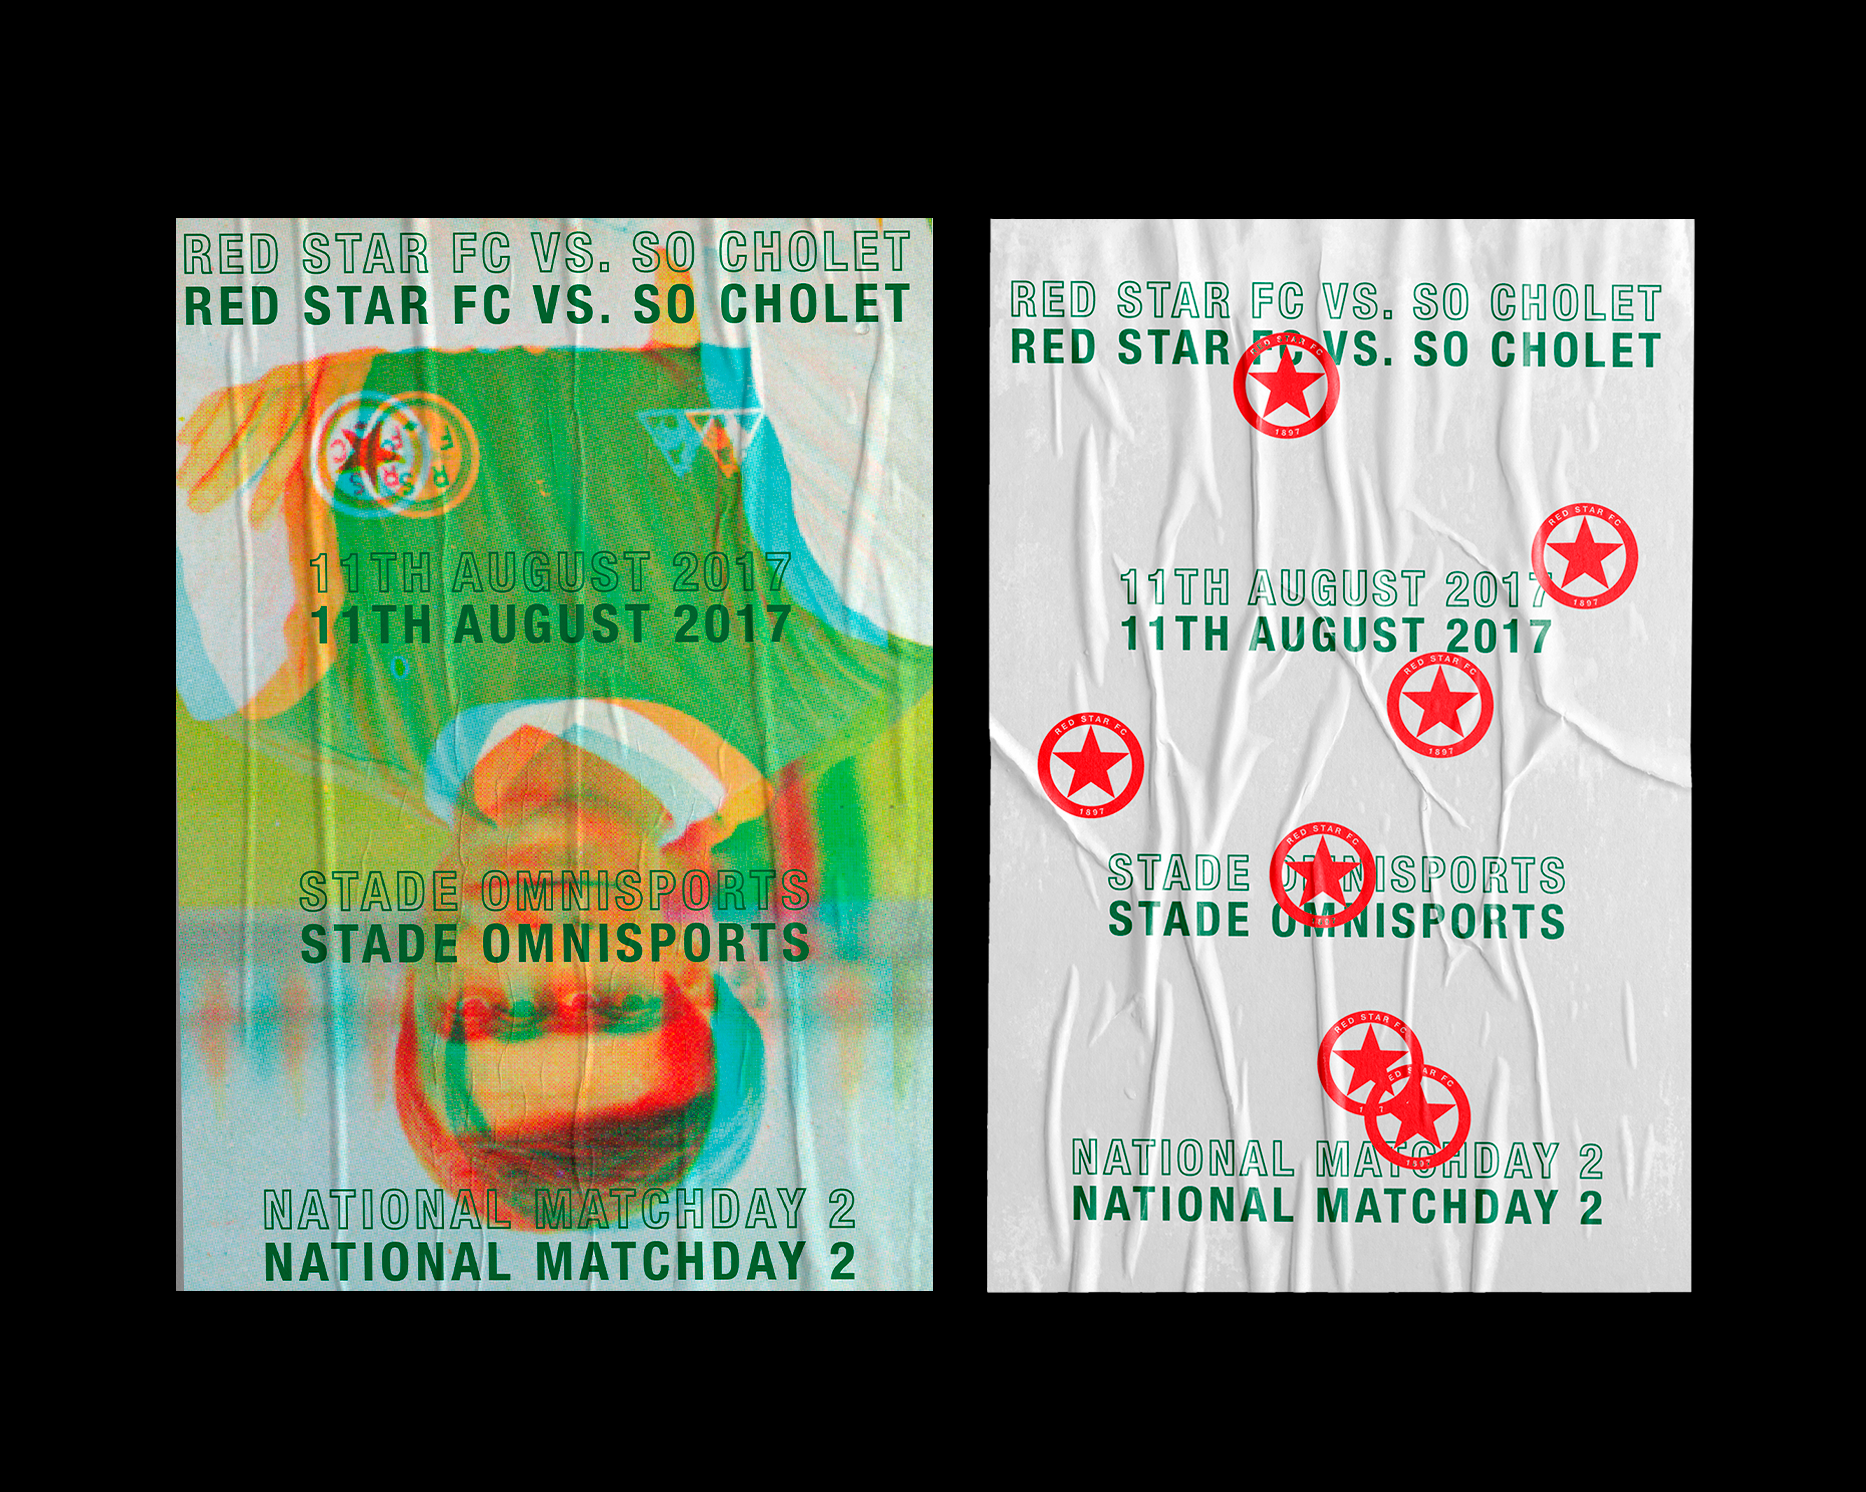 RED STAR FC VS. SO CHOLET
RED STAR FC VS. SO CHOLET
11TH AUGUST 2017
11TH AUGUST 2017
STADE OMNISPORTS
STADE OMNISPORTS
NATIONAL MATCHDAY 2
NATIONAL MATCHDAY 2
RED STAR FC VS. SO CHOLET
RED STAR FC VS. SO CHOLET
RED STAR FC
1897
RED STAR FC
1897
11TH AUGUST 2017
11TH AUGUST 2017
RED STAR FC
1897
RED STAR FC
1897
RED STAR FC
STADE OMNISPORTS
STADE OMNISPORTS
RED STAR FC
1897
NATIONAL MATCHDAY 2
NATIONAL MATCHDAY 2